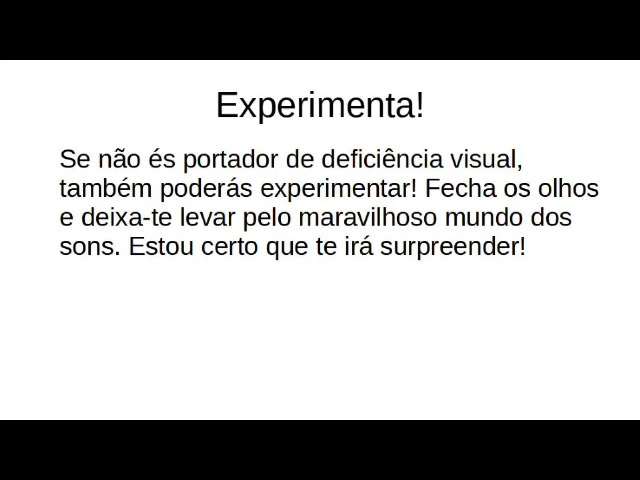 Experimenta!
Se não és portador de deficiência visual,
também poderás experimentar! Fecha os olhos
e deixa-te levar pelo maravilhoso mundo dos
sons. Estou certo que te irá surpreender!